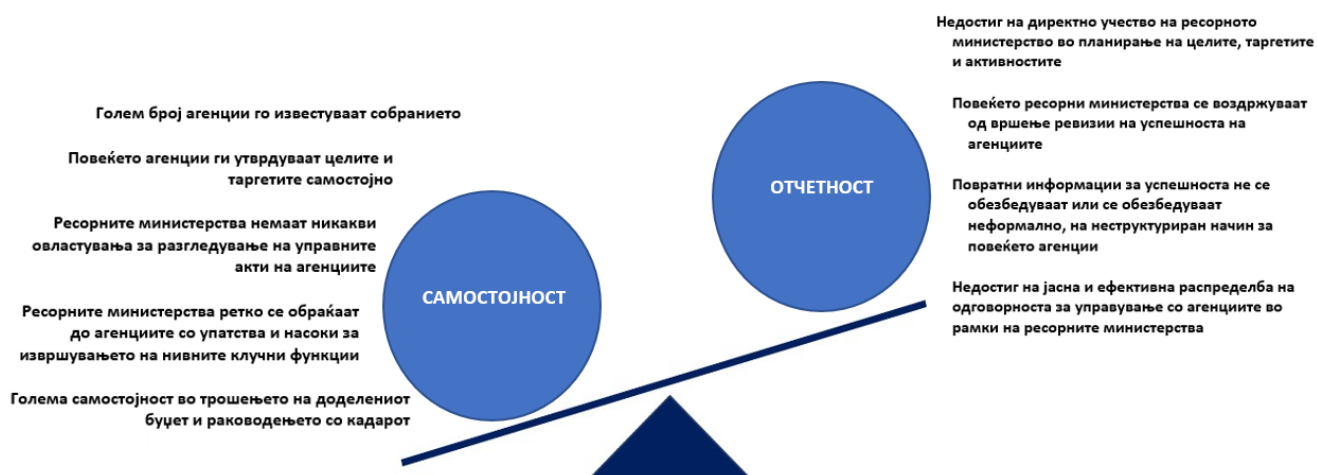 Голем број агенции го известуваат собранието
Повеќето агенции ги утврдуваат целите и
таргетите самостојно
Ресорните министерства немаат никакви
овластувања за разгледување на управните
акти на агенциите
Ресорните министерства ретко се обраќаат
до агенциите со упатства и насоки за
извршувањето на нивните клучни функции
Голема самостојност во трошењето на доделениот
буџет и раководењето со кадарот
САМОСТОЈНОСТ
ОТЧЕТНОСТ
Недостиг на директно учество на ресорното
министерство во планирање на целите, таргетите
и активностите
Повеќето ресорни министерства се воздржуваат
од вршење ревизии на успешноста на
агенциите
Повратни информации за успешноста не се
обезбедуваат или се обезбедуваат
неформално, на неструктуриран начин за
повеќето агенции
Недостиг на јасна и ефективна распределба на
одговорноста за управување со агенциите во
рамки на ресорните министерства